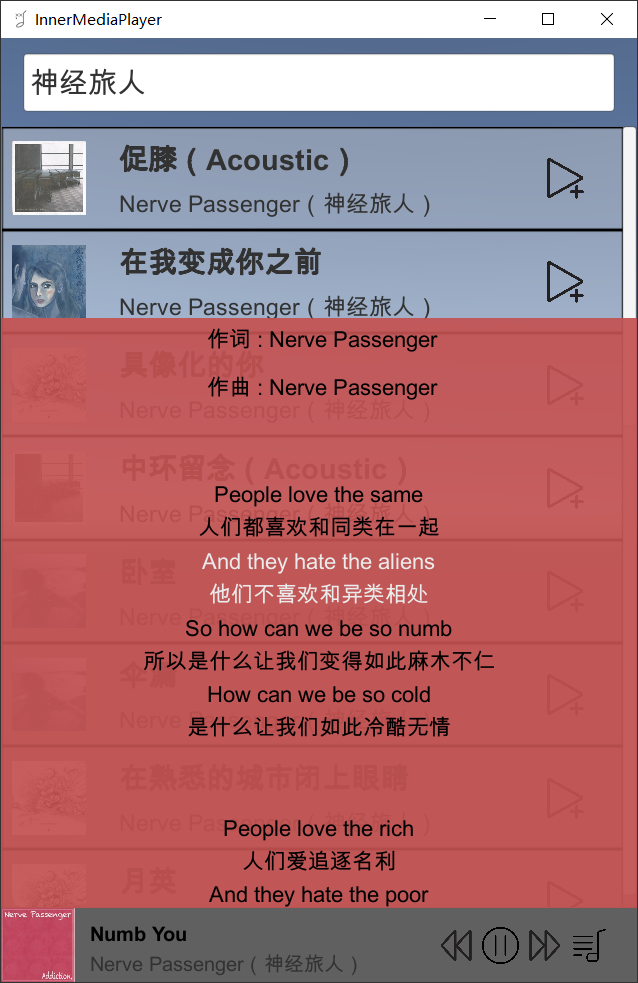 InnerMediaPlayer
神经旅人
促膝（Acoustic）
Nerve Passenger（神经旅人）
在我变成你之前
Nerve Passenger（神经旅人）
作词 : Nerve Passenger
具像化的你
作曲 : Nerve Passenger
Nerve Passenger（神经旅人）
中环留念（Acoustic）
People love the same
Nerve Passenger（神经旅人）
人们都喜欢和同类在一起
And they hate the aliens
卧室
他们不喜欢和异类相处
So how can we be so numb
所以是什么让我们变得如此麻木不仁
How can we be so cold
是什么让我们如此冷酷无情
在熟悉的城市闭上眼睛
People love the rich
人们爱追逐名利
月英
And they hate the poor
Nerve Passenger
Addiction.
Numb You
Nerve Passenger（神经旅人）